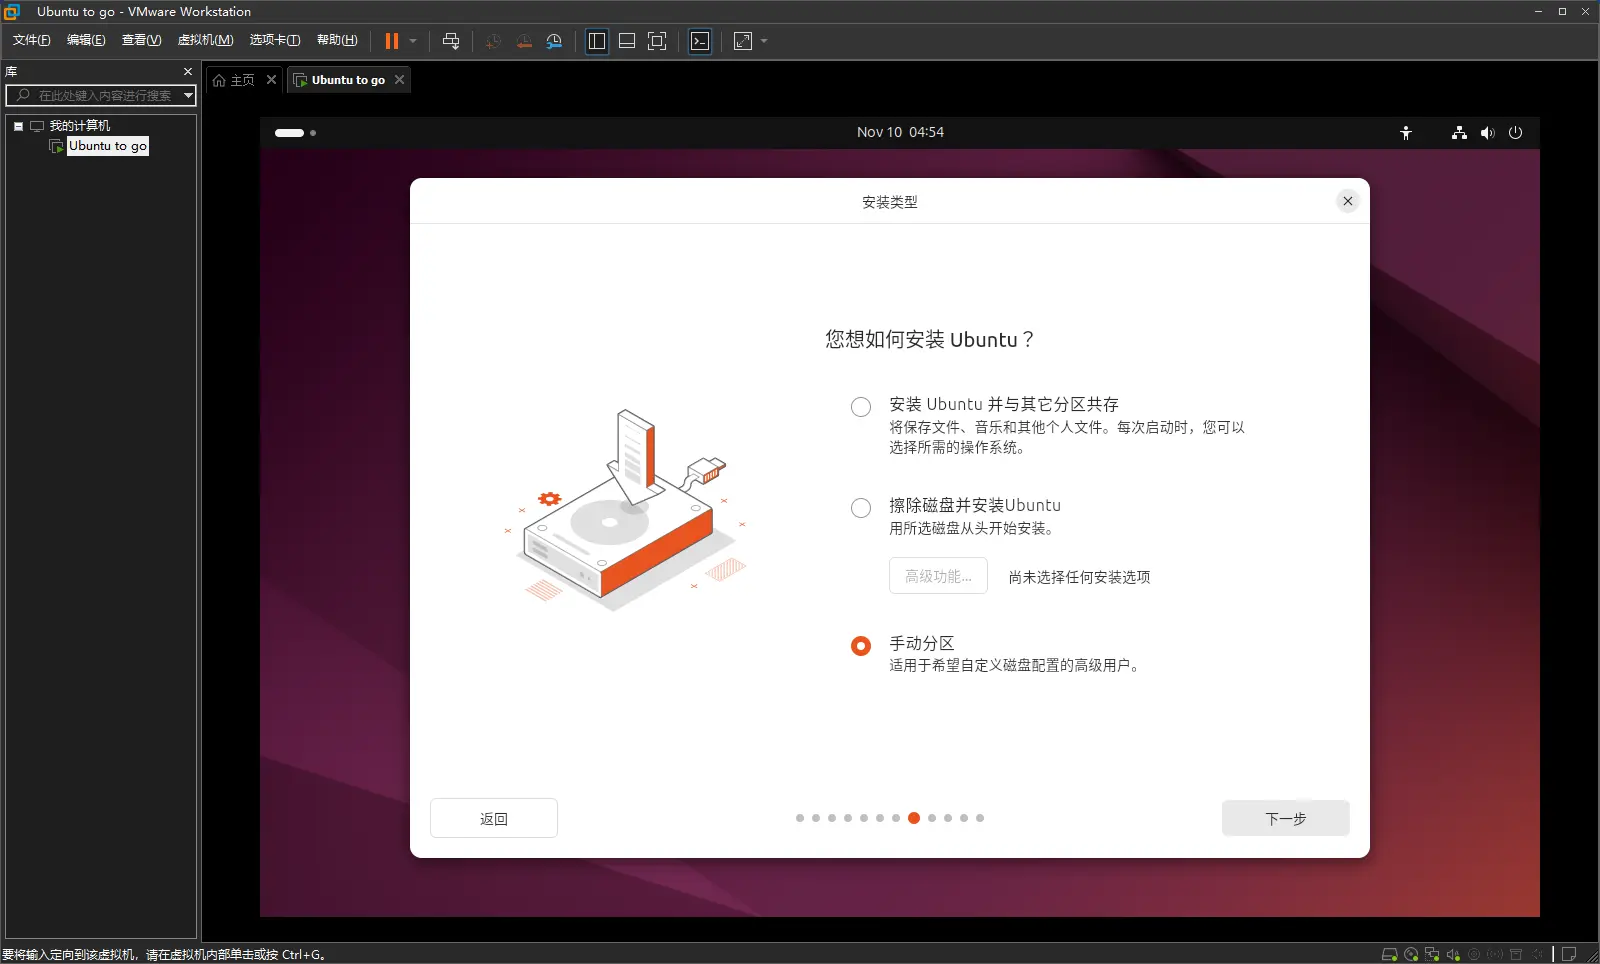 Ubuntu to go - VMware Workstation
文件(F) 编辑(E) 查看(V) 虚拟机(M) 选项卡(T) 帮助(H)
库
在此处键入内容进行搜索
我的计算机
Ubuntu to go
主页
Ubuntu to go
Nov 10 04:54
安装类型
您想如何安装 Ubuntu？
安装 Ubuntu 并与其它分区共存
将保存文件、音乐和其他个人文件。每次启动时，您可以
选择所需的操作系统。
擦除磁盘并安装Ubuntu
用所选磁盘从头开始安装。
高级功能... 尚未选择任何安装选项
手动分区
适用于希望自定义磁盘配置的高级用户。
返回
下一步
要将输入定向到该虚拟机，请在虚拟机内部单击或按 Ctrl+G。